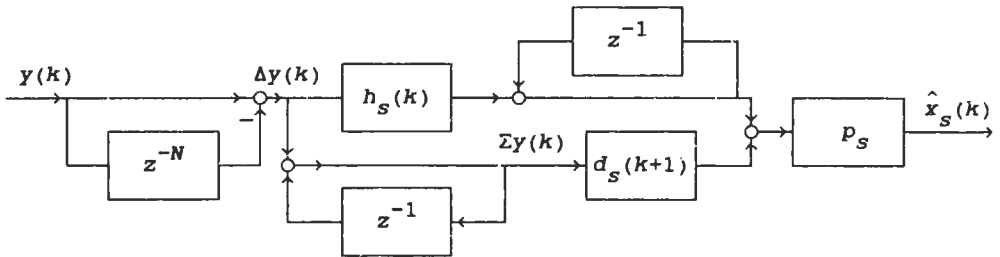 z⁻¹
y(k)
Δy(k)
h_s(k)
x̂_s(k)
−
p_s
z⁻ᴺ
Σy(k)
d_s(k+1)
z⁻¹